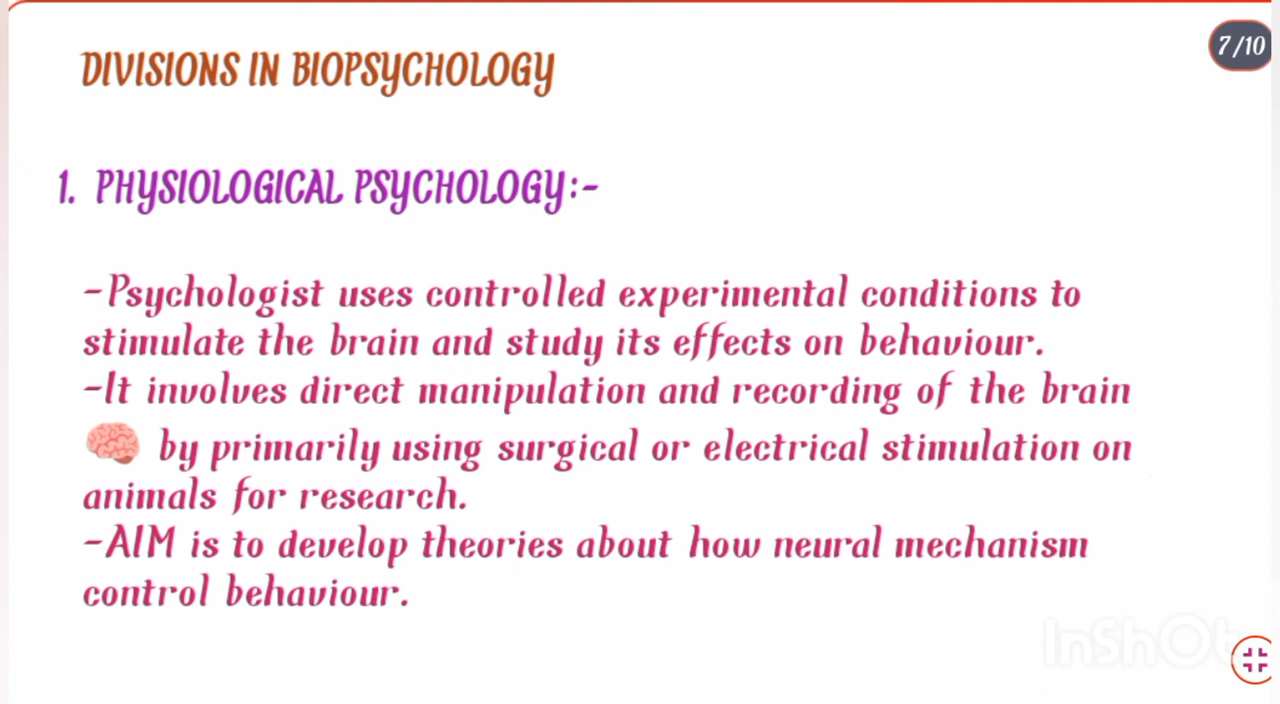 DIVISIONS IN BIOPSYCHOLOGY
7/10
1. PHYSIOLOGICAL PSYCHOLOGY:-
-Psychologist uses controlled experimental conditions to
stimulate the brain and study its effects on behaviour.
-It involves direct manipulation and recording of the brain
🧠 by primarily using surgical or electrical stimulation on
animals for research.
-AIM is to develop theories about how neural mechanism
control behaviour.
InShOt